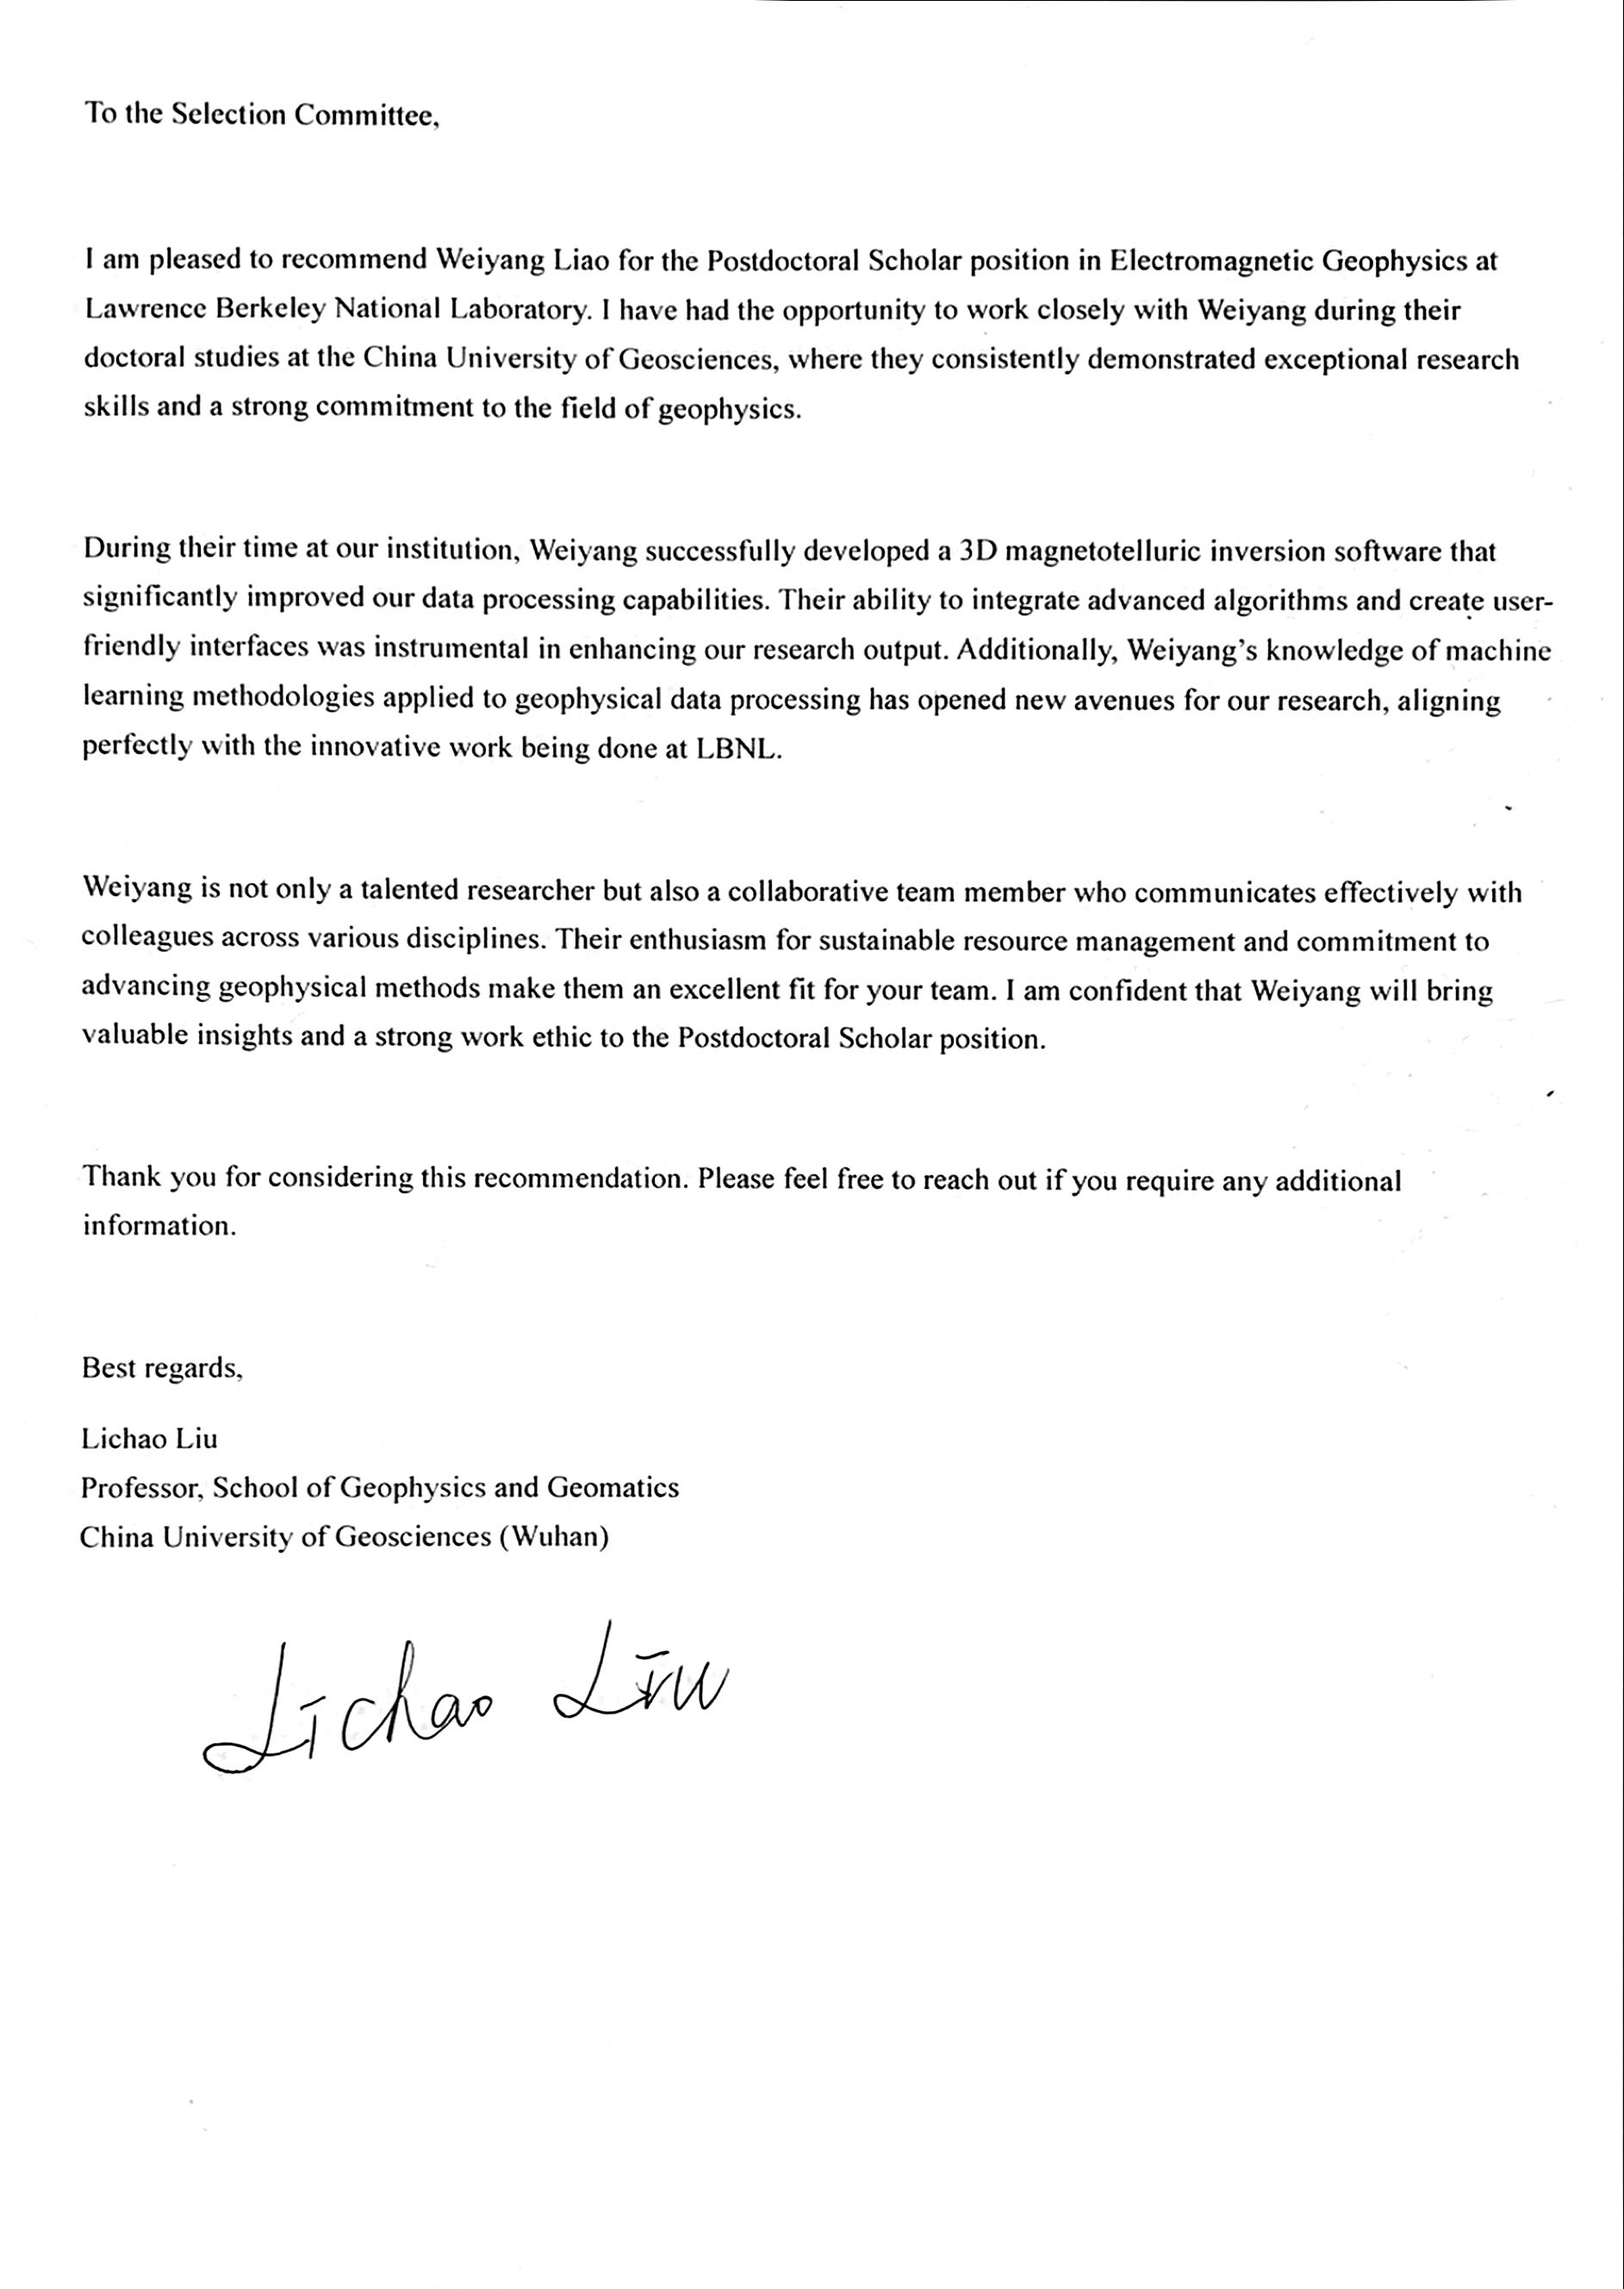 To the Selection Committee,
I am pleased to recommend Weiyang Liao for the Postdoctoral Scholar position in Electromagnetic Geophysics at
Lawrence Berkeley National Laboratory. I have had the opportunity to work closely with Weiyang during their
doctoral studies at the China University of Geosciences, where they consistently demonstrated exceptional research
skills and a strong commitment to the field of geophysics.
During their time at our institution, Weiyang successfully developed a 3D magnetotelluric inversion software that
significantly improved our data processing capabilities. Their ability to integrate advanced algorithms and create user-
friendly interfaces was instrumental in enhancing our research output. Additionally, Weiyang’s knowledge of machine
learning methodologies applied to geophysical data processing has opened new avenues for our research, aligning
perfectly with the innovative work being done at LBNL.
Weiyang is not only a talented researcher but also a collaborative team member who communicates effectively with
colleagues across various disciplines. Their enthusiasm for sustainable resource management and commitment to
advancing geophysical methods make them an excellent fit for your team. I am confident that Weiyang will bring
valuable insights and a strong work ethic to the Postdoctoral Scholar position.
Thank you for considering this recommendation. Please feel free to reach out if you require any additional
information.
Best regards,
Lichao Liu
Professor, School of Geophysics and Geomatics
China University of Geosciences (Wuhan)
Lichao Liu